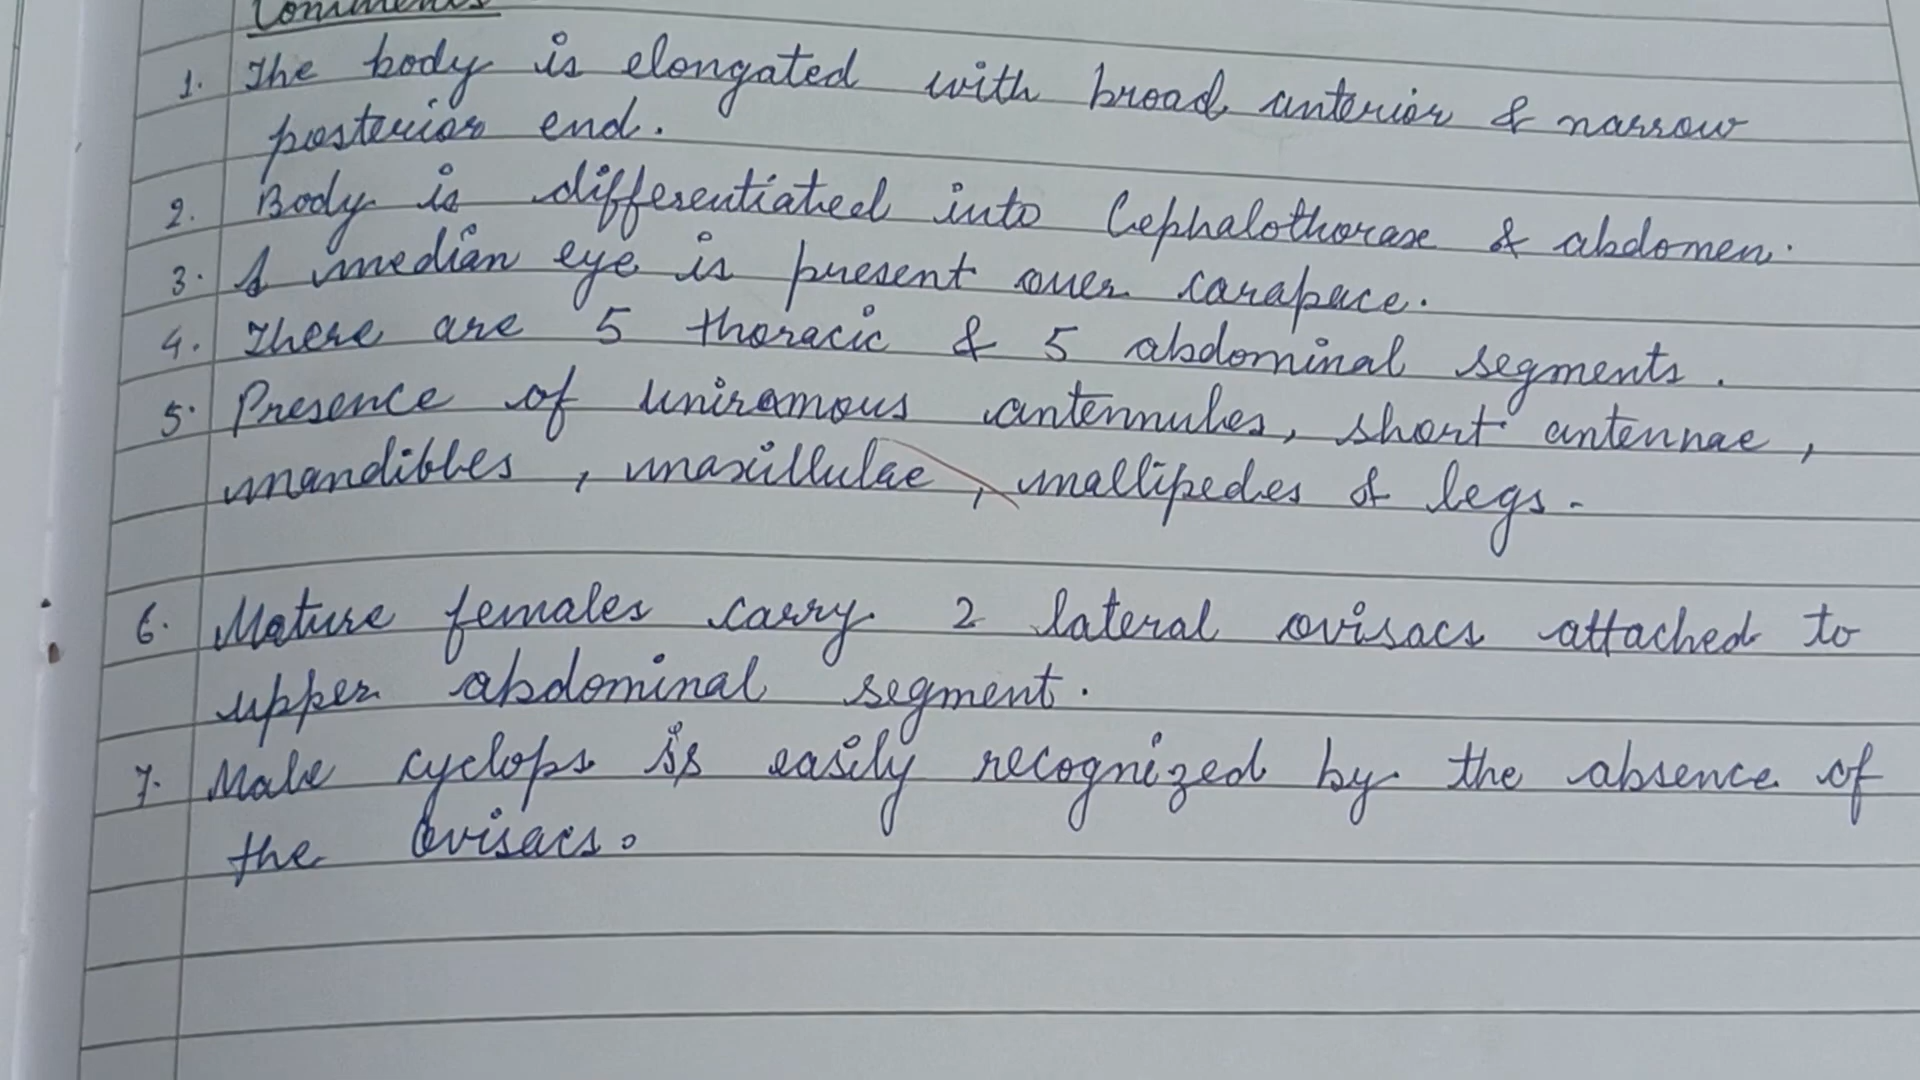 Comments
1. The body is elongated with broad anterior & narrow
posterior end.
2. Body is differentiated into Cephalothorax & abdomen.
3. A median eye is present over carapace.
4. There are 5 thoracic & 5 abdominal segments.
5. Presence of uniramous antennules, short antennae,
mandibles, maxillulae, mallipedes & legs.
6. Mature females carry 2 lateral ovisacs attached to
upper abdominal segment.
7. Male cyclops is easily recognized by the absence of
the Ovisacs.